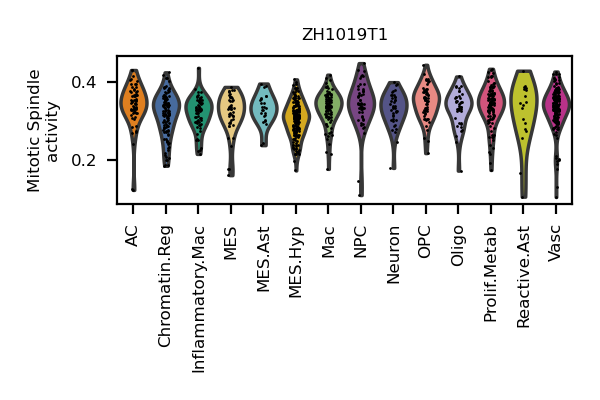 ZH1019T1
Mitotic Spindle
activity
0.4
0.2
AC
Chromatin.Reg
Inflammatory.Mac
MES
MES.Ast
MES.Hyp
Mac
NPC
Neuron
OPC
Oligo
Prolif.Metab
Reactive.Ast
Vasc